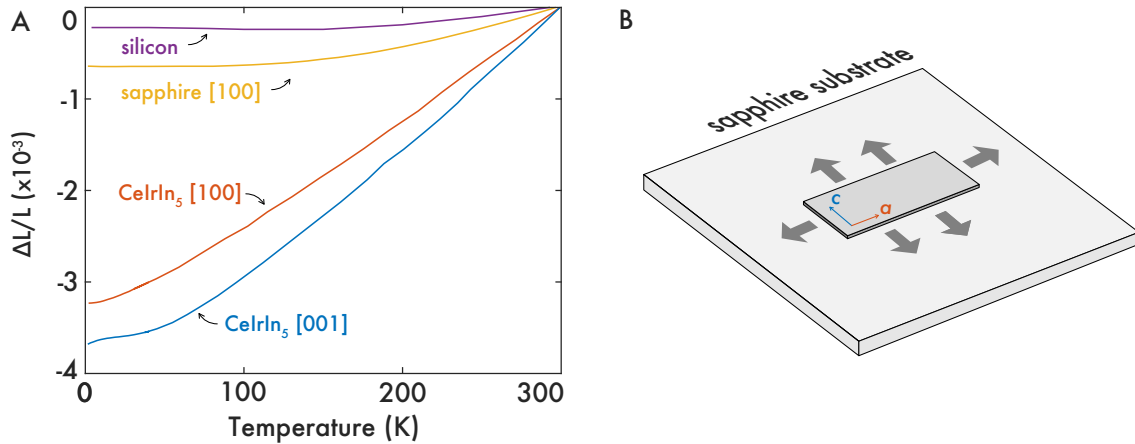 A
B
0
-1
-2
-3
-4
ΔL/L (x10⁻³)
silicon
sapphire [100]
CeIrIn₅ [100]
CeIrIn₅ [001]
0
100
200
300
Temperature (K)
sapphire substrate
c
a